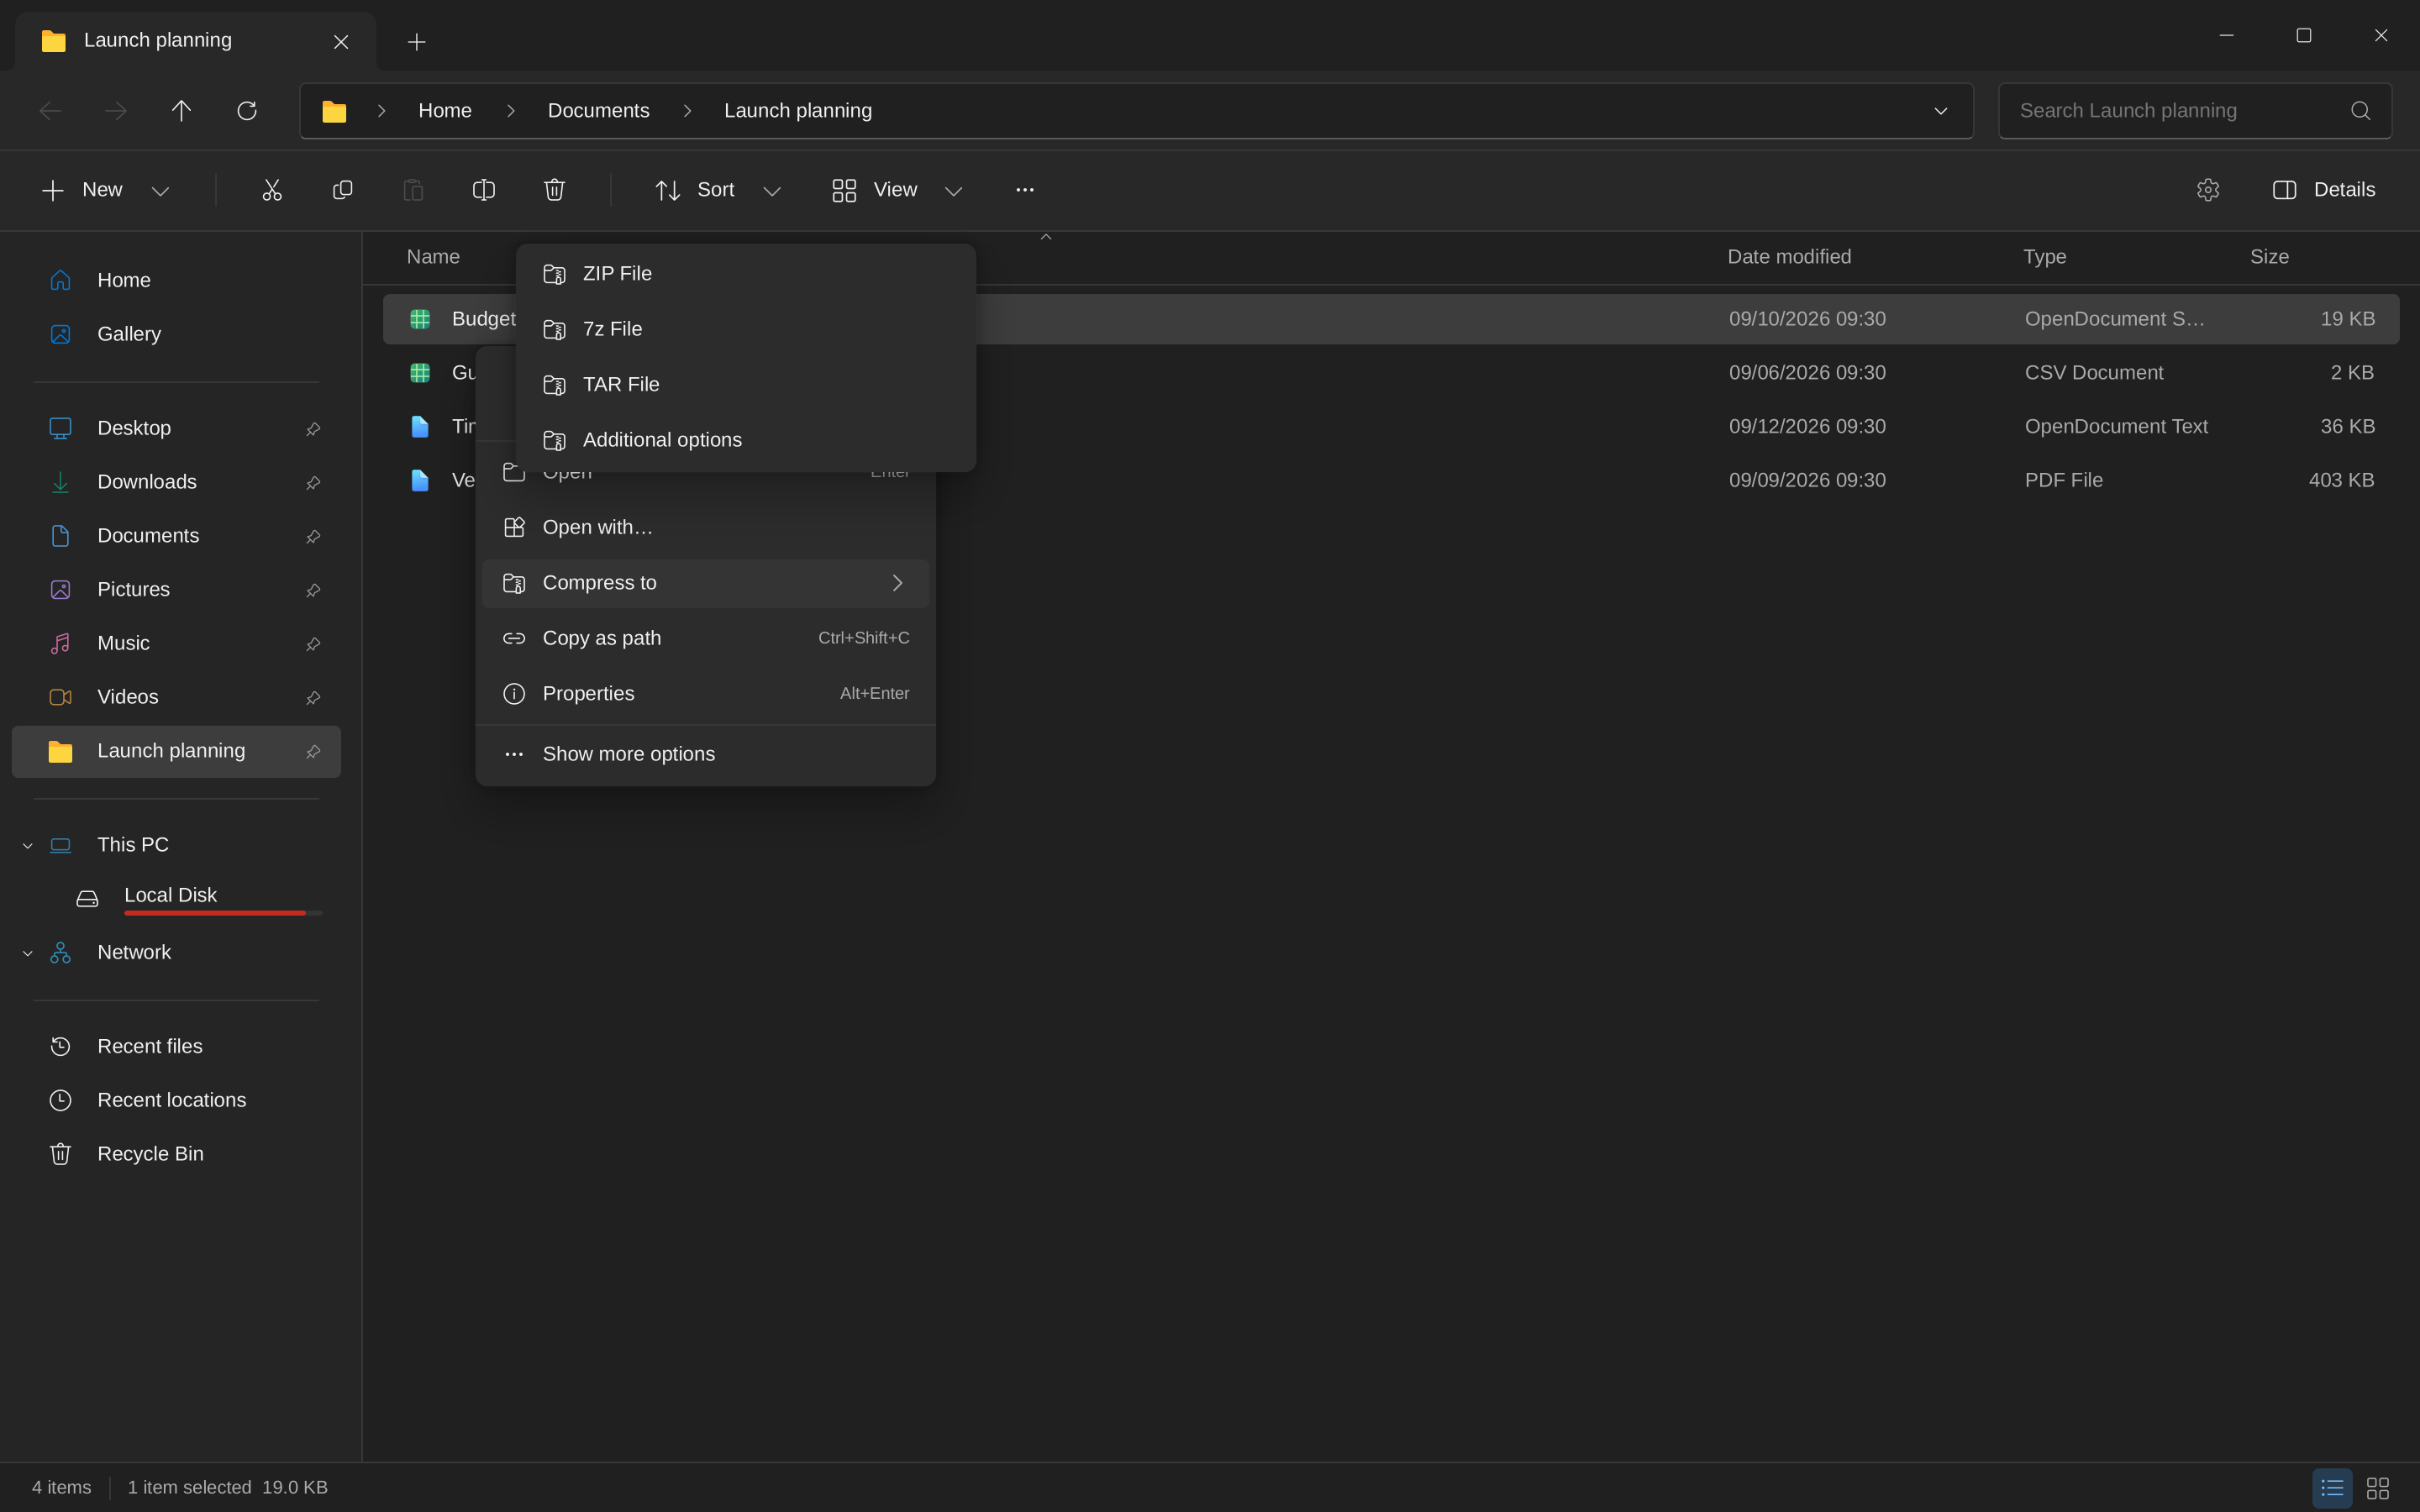 Launch planning
Home
Documents
Launch planning
Search Launch planning
New
Sort
View
Details
Name
Date modified
Type
Size
Budget
09/10/2026 09:30
OpenDocument S…
19 KB
09/06/2026 09:30
CSV Document
2 KB
09/12/2026 09:30
OpenDocument Text
36 KB
09/09/2026 09:30
PDF File
403 KB
ZIP File
7z File
TAR File
Additional options
Open
Enter
Open with…
Compress to
Copy as path
Ctrl+Shift+C
Properties
Alt+Enter
Show more options
Home
Gallery
Desktop
Downloads
Documents
Pictures
Music
Videos
Launch planning
This PC
Local Disk
Network
Recent files
Recent locations
Recycle Bin
4 items
1 item selected 19.0 KB